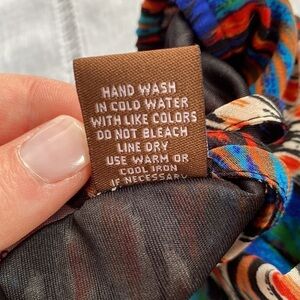 HAND WASH
IN COLD WATER
WITH LIKE COLORS
DO NOT BLEACH
LINE DRY
USE WARM OR
COOL IRON
IF NECESSARY